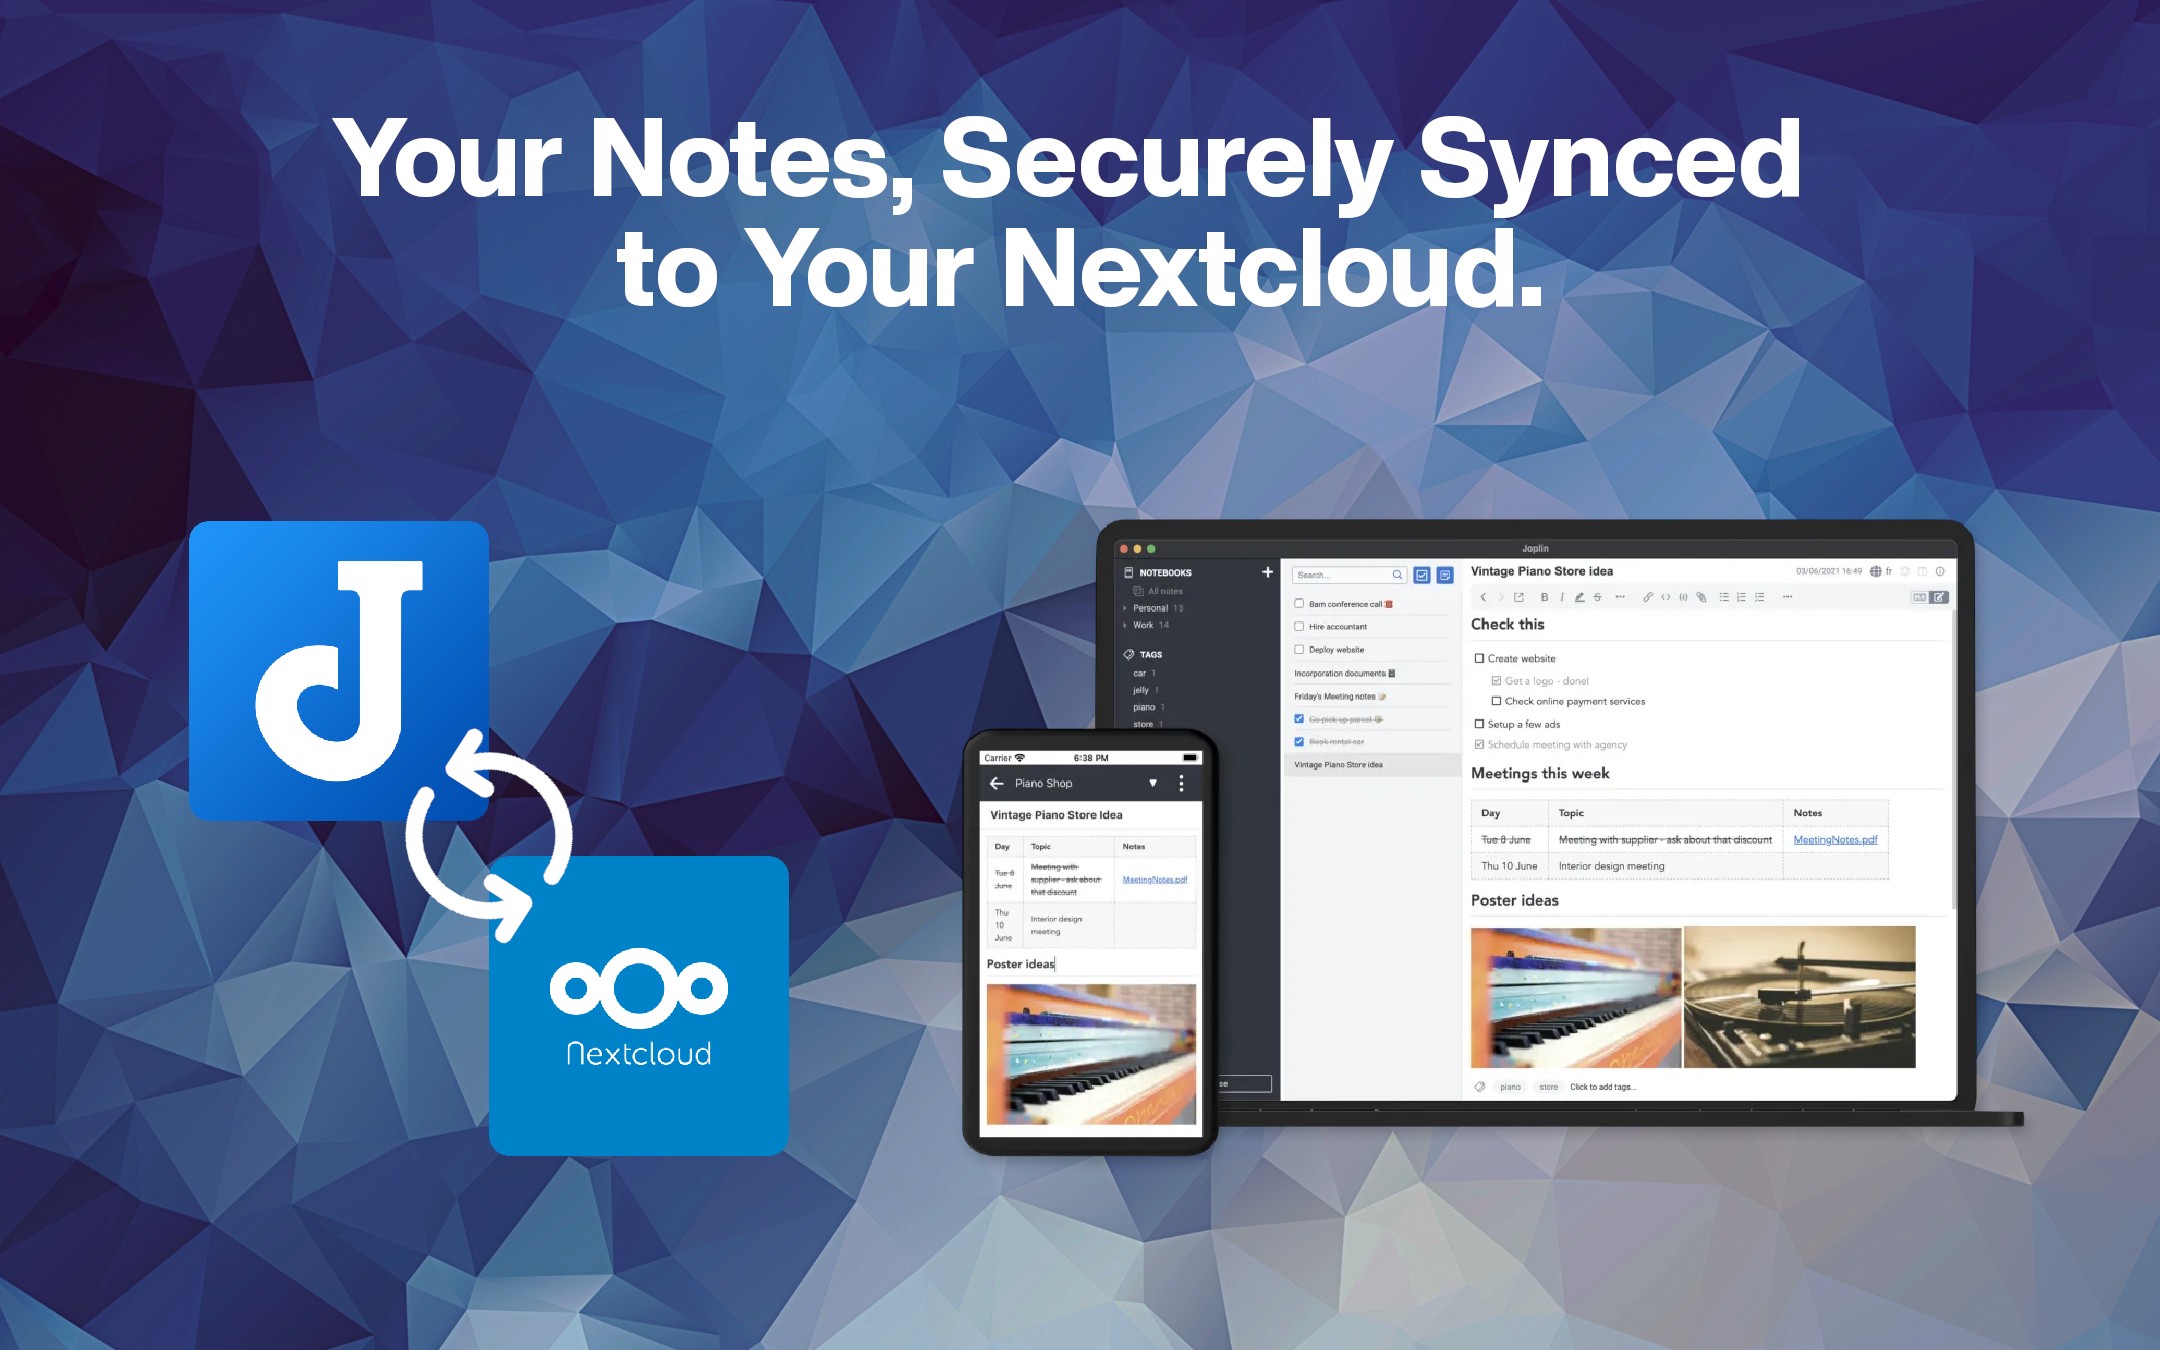 Your Notes, Securely Synced
to Your Nextcloud.
Nextcloud
Joplin
NOTEBOOKS
All notes
Personal 13
Work 14
TAGS
car 1
jelly 1
piano 1
store 1
Search...
Barn conference call
Hire accountant
Deploy website
Incorporation documents
Friday's Meeting notes
Go pick up parcel
Book rental car
Vintage Piano Store idea
Vintage Piano Store idea
03/06/2021 16:49 fr
Check this
Create website
Get a logo - done!
Check online payment services
Setup a few ads
Schedule meeting with agency
Meetings this week
Day Topic Notes
Tue 8 June Meeting with supplier - ask about that discount MeetingNotes.pdf
Thu 10 June Interior design meeting
Poster ideas
piano store Click to add tags...
Carrier 6:38 PM
Piano Shop
Vintage Piano Store Idea
Day Topic Notes
Tue 8
June
Meeting with
supplier - ask about
that discount
MeetingNotes.pdf
Thu
10
June
Interior design
meeting
Poster ideas